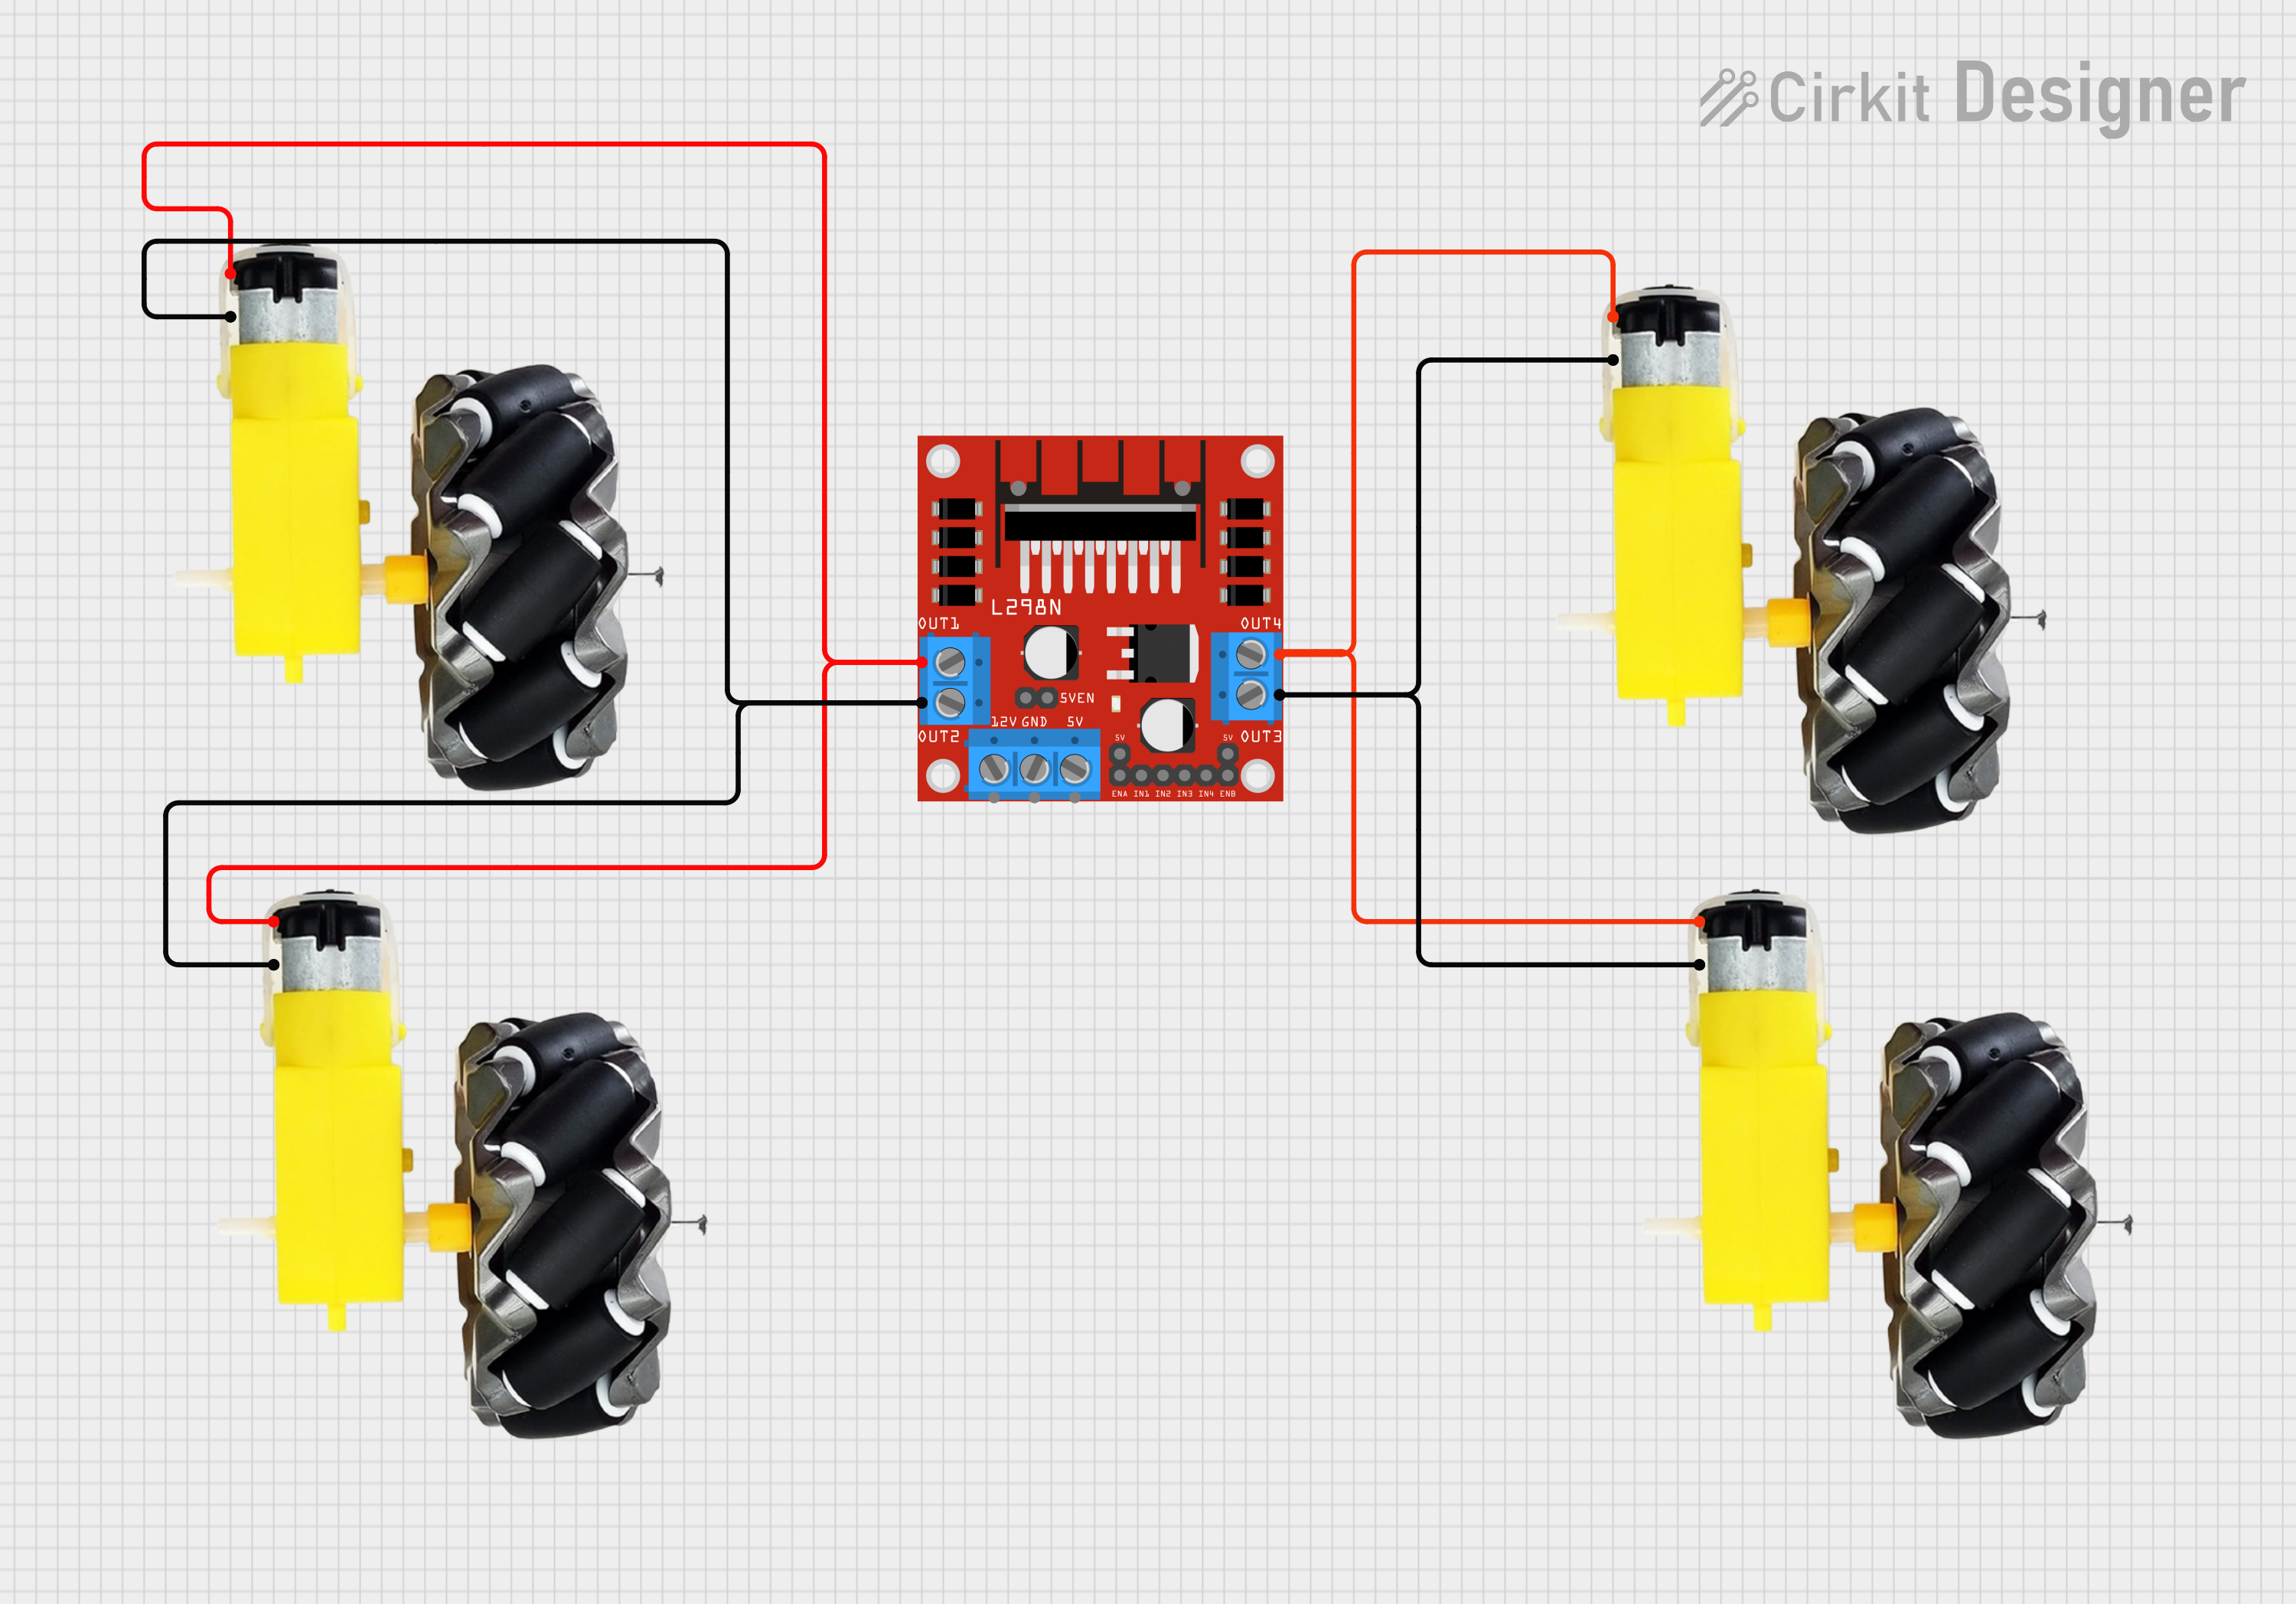 Cirkit Designer
L298N
OUT1
OUT4
5VEN
12V GND 5V
OUT2
5V
5V
OUT3
ENA IN1 IN2 IN3 IN4 ENB